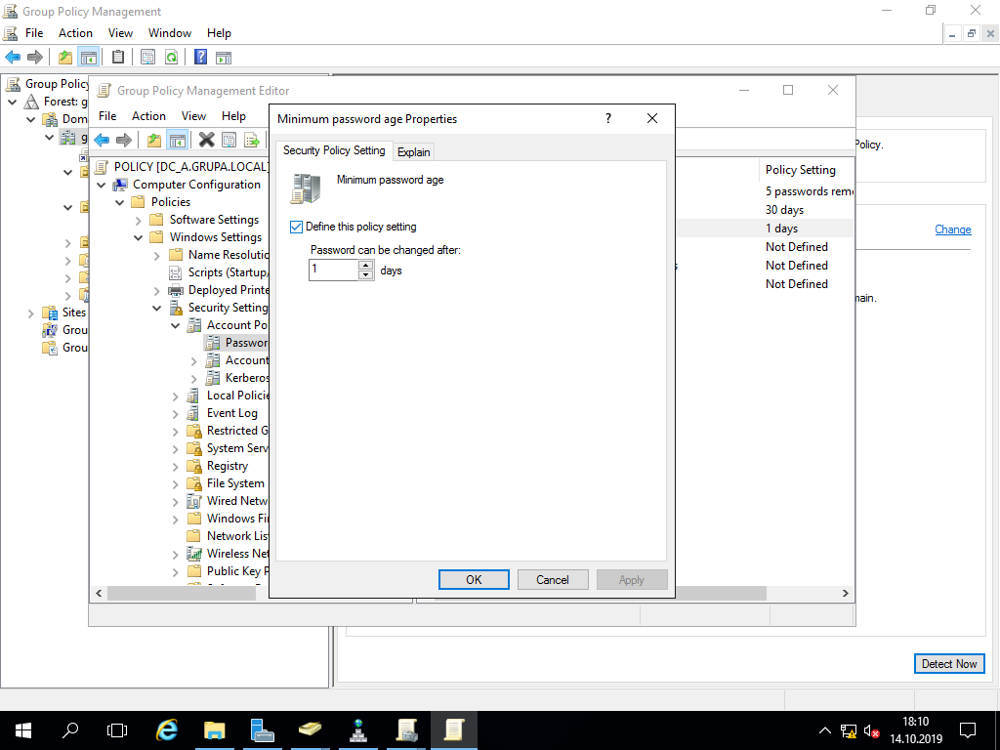 Group Policy Management
File Action View Window Help
Group Policy
Forest: g
Dom
g
Sites
Grou
Grou
Group Policy Management Editor
File Action View Help
POLICY [DC_A.GRUPA.LOCAL]
Computer Configuration
Policies
Software Settings
Windows Settings
Name Resolutio
Scripts (Startup/
Deployed Printe
Security Setting
Account Po
Passwor
Account
Kerberos
Local Policie
Event Log
Restricted G
System Serv
Registry
File System
Wired Netw
Windows Fir
Network Lis
Wireless Net
Public Key P
Policy Setting
5 passwords reme
30 days
1 days
Not Defined
Not Defined
Not Defined
Minimum password age Properties
?
Security Policy Setting Explain
Minimum password age
Define this policy setting
Password can be changed after:
1 days
OK Cancel Apply
Policy.
Change
main.
Detect Now
18:10
14.10.2019